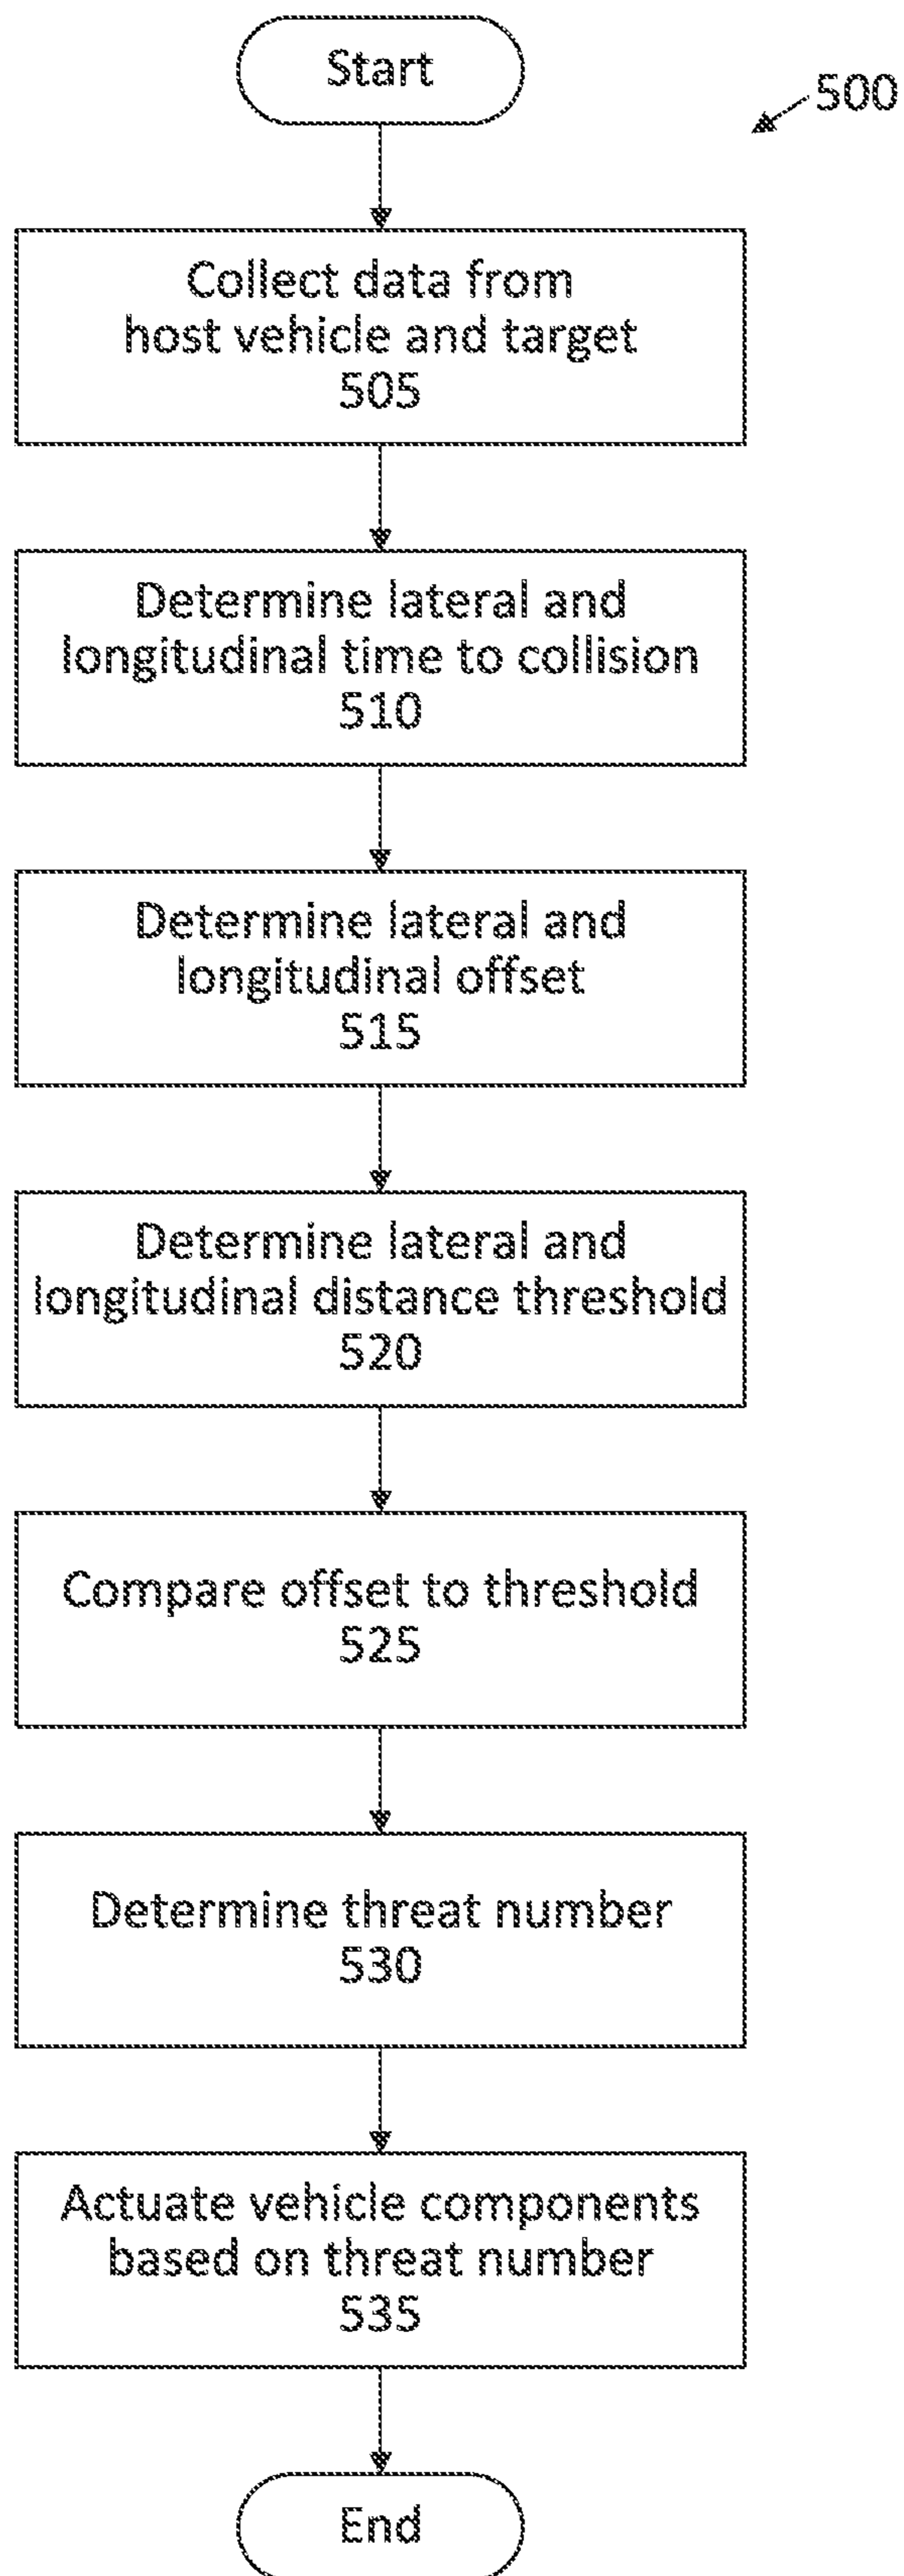 Start
500
Collect data from
host vehicle and target
505
Determine lateral and
longitudinal time to collision
510
Determine lateral and
longitudinal offset
515
Determine lateral and
longitudinal distance threshold
520
Compare offset to threshold
525
Determine threat number
530
Actuate vehicle components
based on threat number
535
End